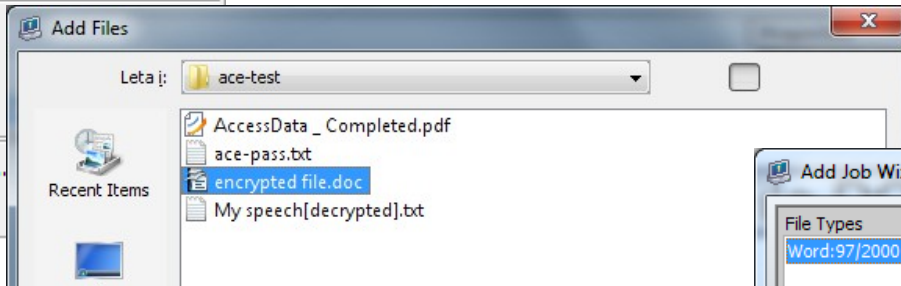 Add Files
Leta i:
ace-test
AccessData _ Completed.pdf
ace-pass.txt
encrypted file.doc
My speech[decrypted].txt
Recent Items
Add Job Wi
File Types
Word:97/2000